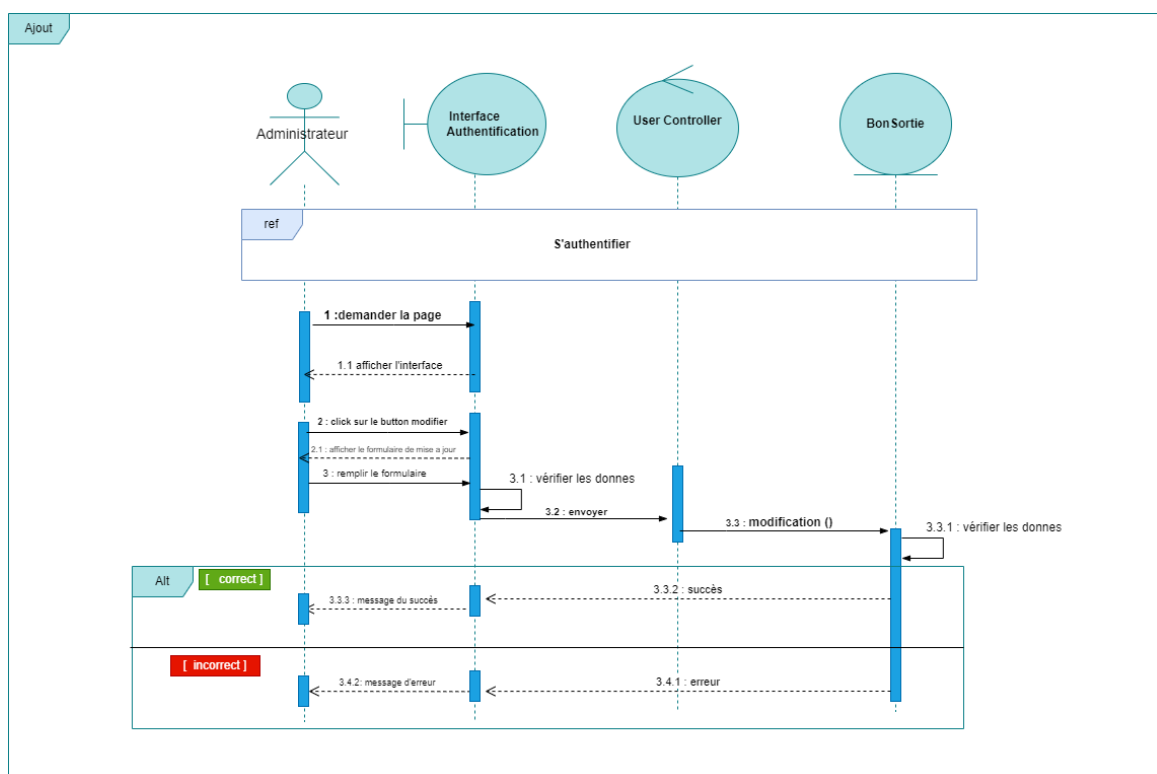 Ajout
Administrateur
Interface
Authentification
User Controller
BonSortie
ref
S'authentifier
1 :demander la page
1.1 afficher l'interface
2 : click sur le button modifier
2.1 : afficher le formulaire de mise a jour
3 : remplir le formulaire
3.1 : vérifier les donnes
3.2 : envoyer
3.3 : modification ()
3.3.1 : vérifier les donnes
Alt
[ correct ]
3.3.2 : succès
3.3.3 : message du succès
[ incorrect ]
3.4.1 : erreur
3.4.2: message d'erreur